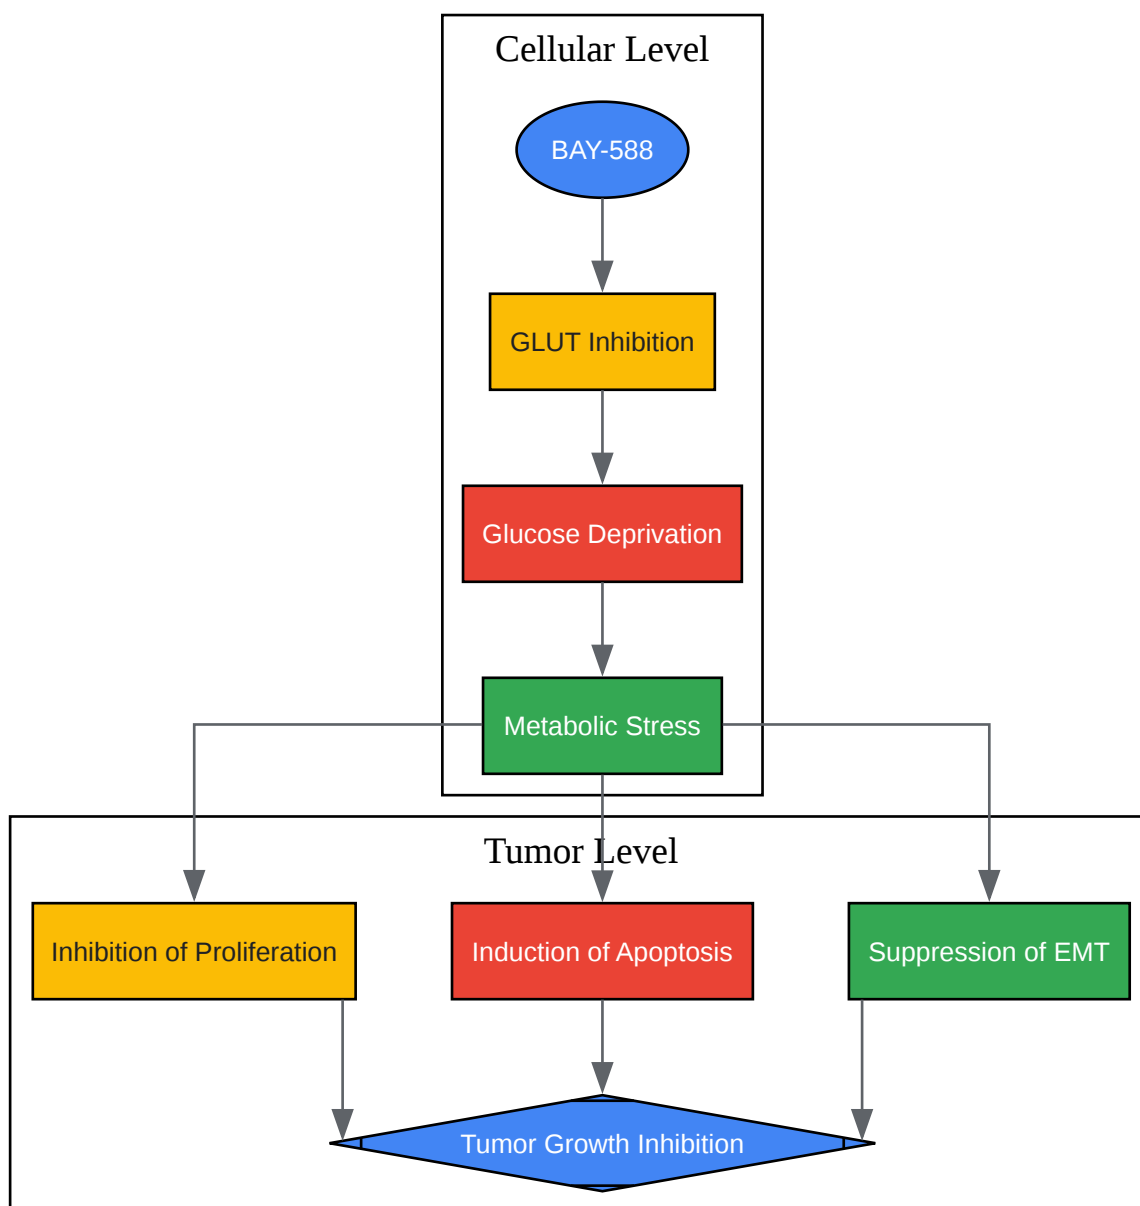 Cellular Level
BAY-588
GLUT Inhibition
Glucose Deprivation
Metabolic Stress
Tumor Level
Inhibition of Proliferation
Induction of Apoptosis
Suppression of EMT
Tumor Growth Inhibition